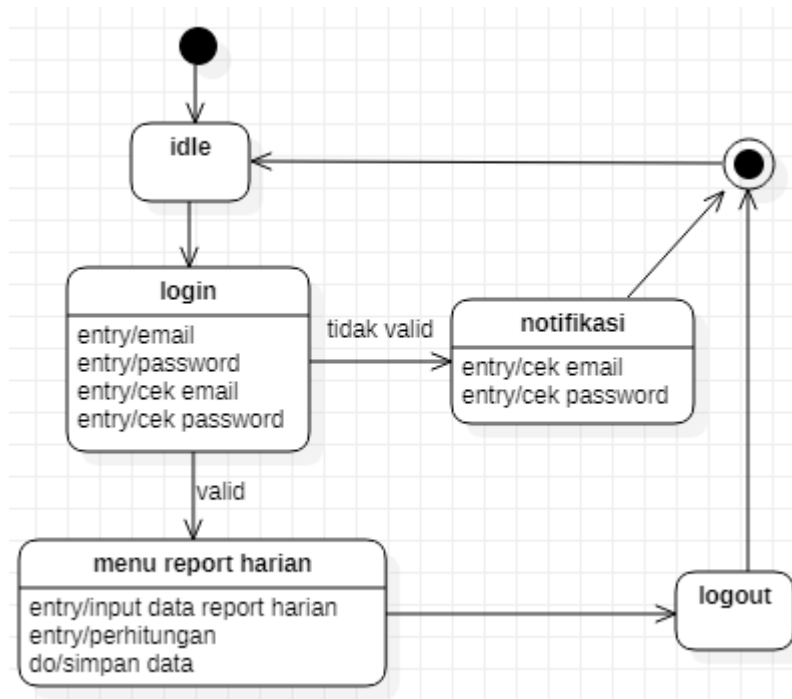 idle
login
entry/email
entry/password
entry/cek email
entry/cek password
tidak valid
notifikasi
entry/cek email
entry/cek password
valid
menu report harian
entry/input data report harian
entry/perhitungan
do/simpan data
logout